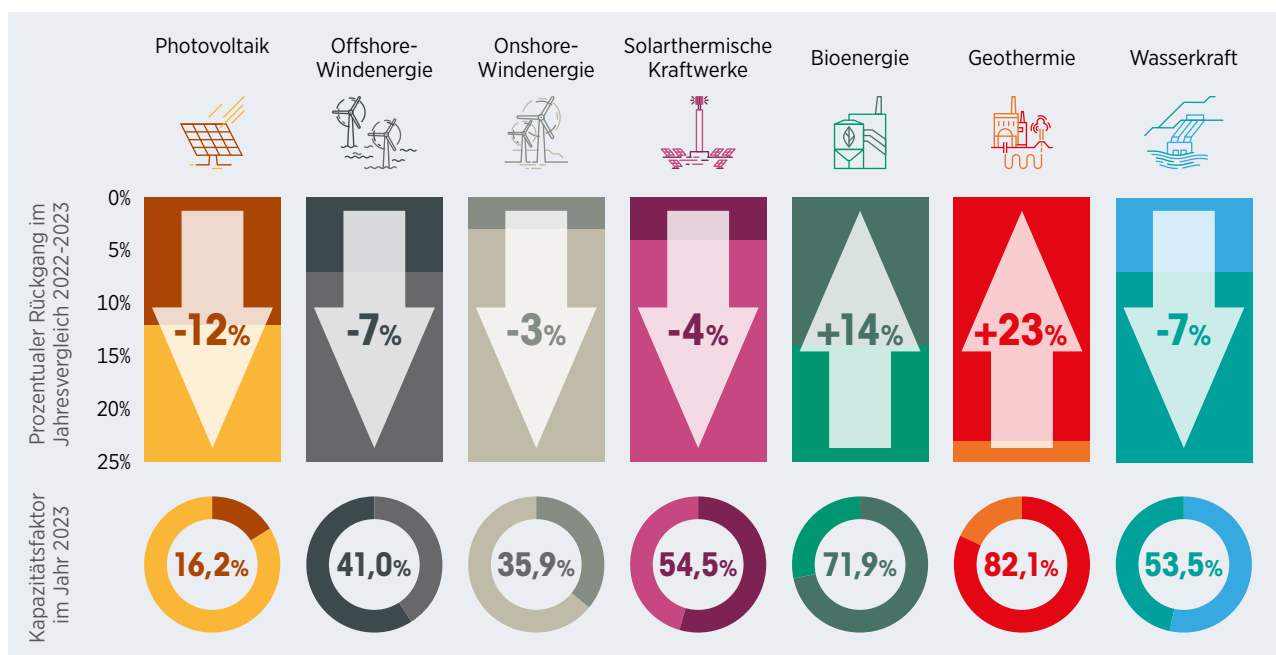 Photovoltaik
Offshore-
Windenergie
Onshore-
Windenergie
Solarthermische
Kraftwerke
Bioenergie
Geothermie
Wasserkraft
Prozentualer Rückgang im
Jahresvergleich 2022-2023
0%
5%
10%
15%
20%
25%
-12%
-7%
-3%
-4%
+14%
+23%
-7%
Kapazitätsfaktor
im Jahr 2023
16,2%
41,0%
35,9%
54,5%
71,9%
82,1%
53,5%